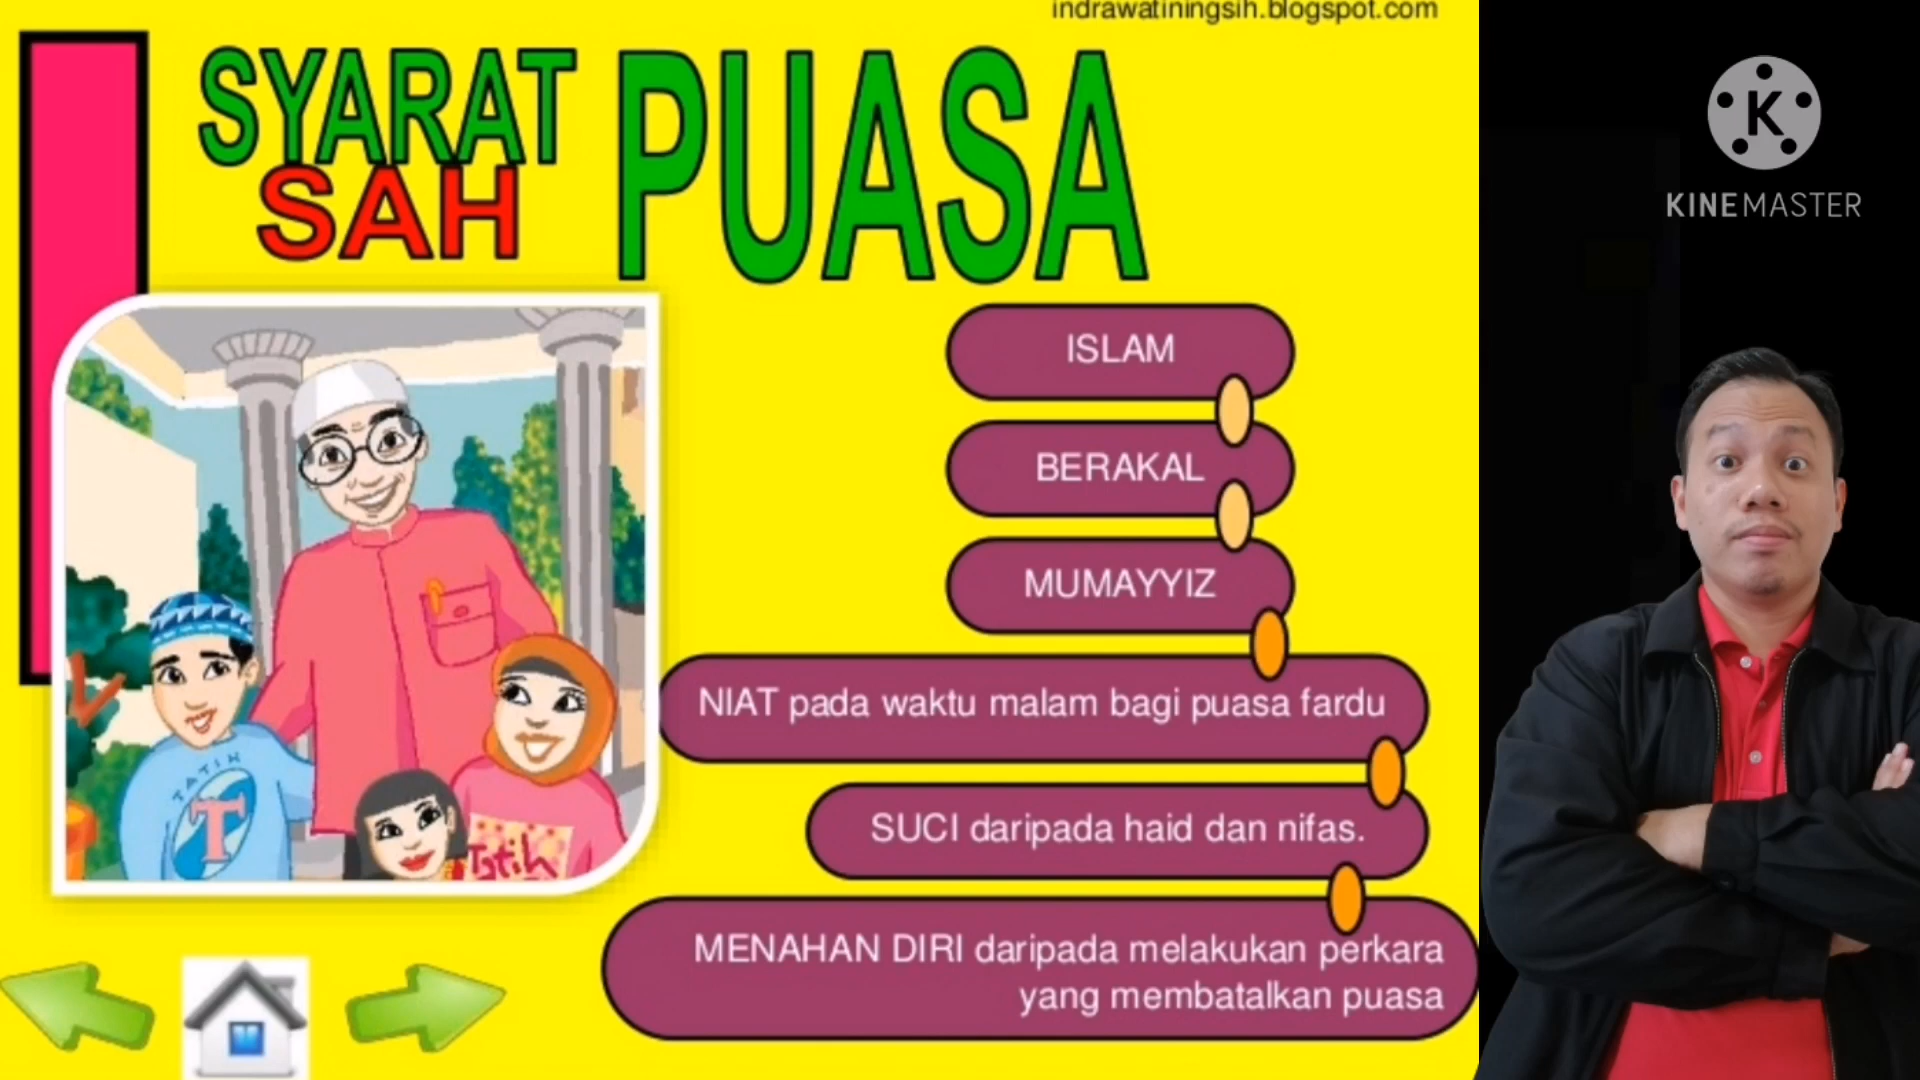 indrawatiningsih.blogspot.com
SYARAT
SAH
PUASA
ISLAM
BERAKAL
MUMAYYIZ
NIAT pada waktu malam bagi puasa fardu
SUCI daripada haid dan nifas.
MENAHAN DIRI daripada melakukan perkara
yang membatalkan puasa
TATIH
T
Tatih
K
KINEMASTER